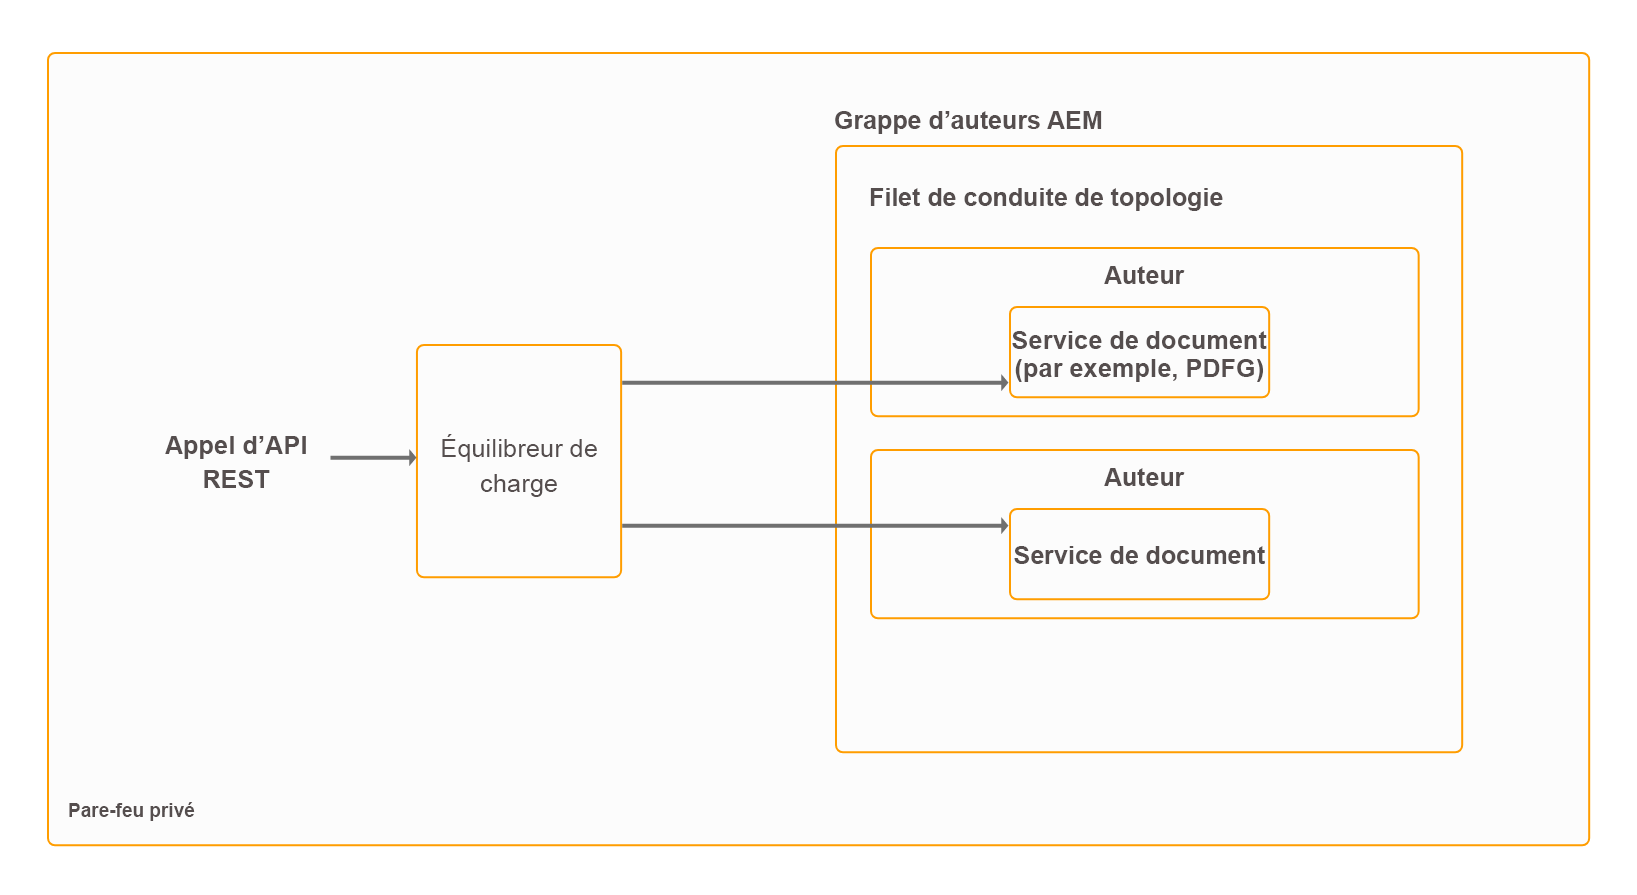 Grappe d’auteurs AEM
Filet de conduite de topologie
Auteur
Service de document
(par exemple, PDFG)
Appel d’API
REST
Équilibreur de
charge
Auteur
Service de document
Pare-feu privé